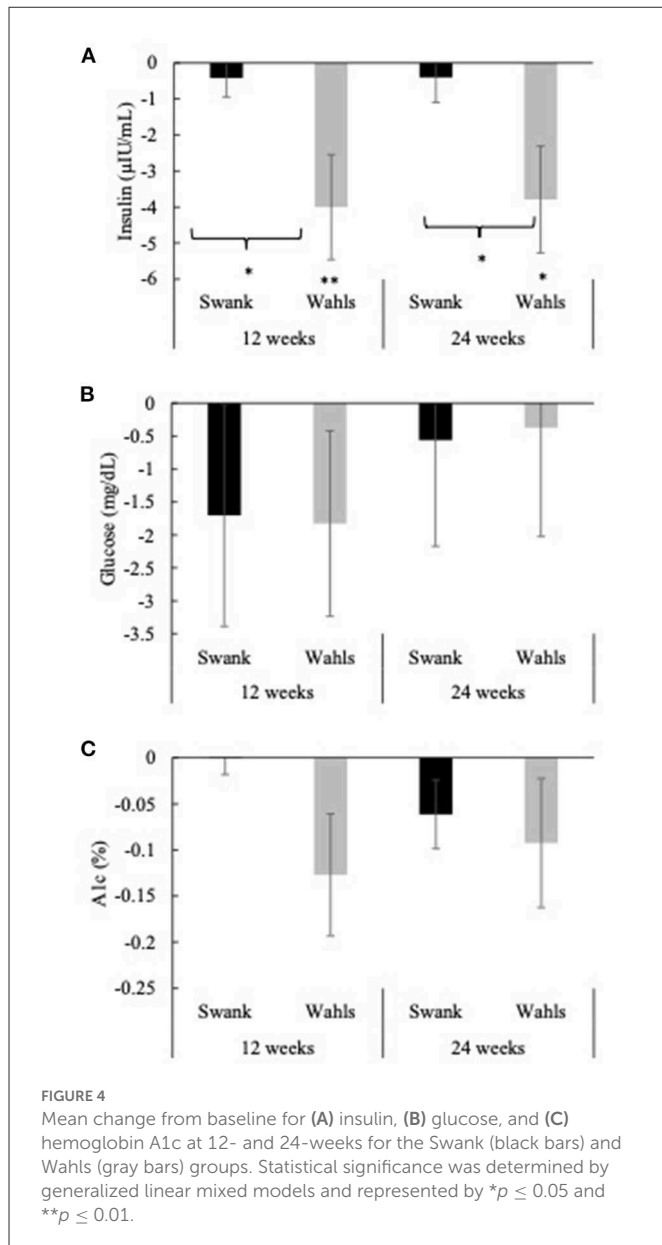 A
0
-1
-2
-3
-4
-5
-6
Insulin (µIU/mL)
* ** * *
Swank Wahls Swank Wahls
12 weeks 24 weeks
B
0
-0.5
-1
-1.5
-2
-2.5
-3
-3.5
Glucose (mg/dL)
Swank Wahls Swank Wahls
12 weeks 24 weeks
C
0
-0.05
-0.1
-0.15
-0.2
-0.25
A1c (%)
Swank Wahls Swank Wahls
12 weeks 24 weeks
FIGURE 4
Mean change from baseline for (A) insulin, (B) glucose, and (C)
hemoglobin A1c at 12- and 24-weeks for the Swank (black bars) and
Wahls (gray bars) groups. Statistical significance was determined by
generalized linear mixed models and represented by *p ≤ 0.05 and
**p ≤ 0.01.